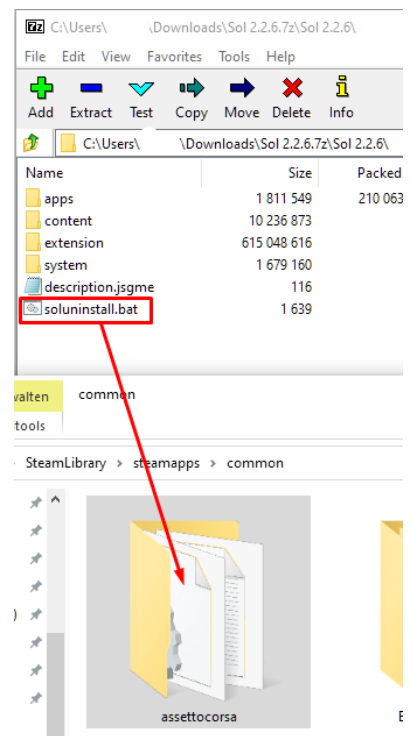 7z C:\Users\ \Downloads\Sol 2.2.6.7z\Sol 2.2.6\
File Edit View Favorites Tools Help
Add Extract Test Copy Move Delete Info
C:\Users\ \Downloads\Sol 2.2.6.7z\Sol 2.2.6\
Name Size Packed
apps 1 811 549 210 063
content 10 236 873
extension 615 048 616
system 1 679 160
description.jsgme 116
soluninstall.bat 1 639
valten common
tools
SteamLibrary > steamapps > common
)
assettocorsa